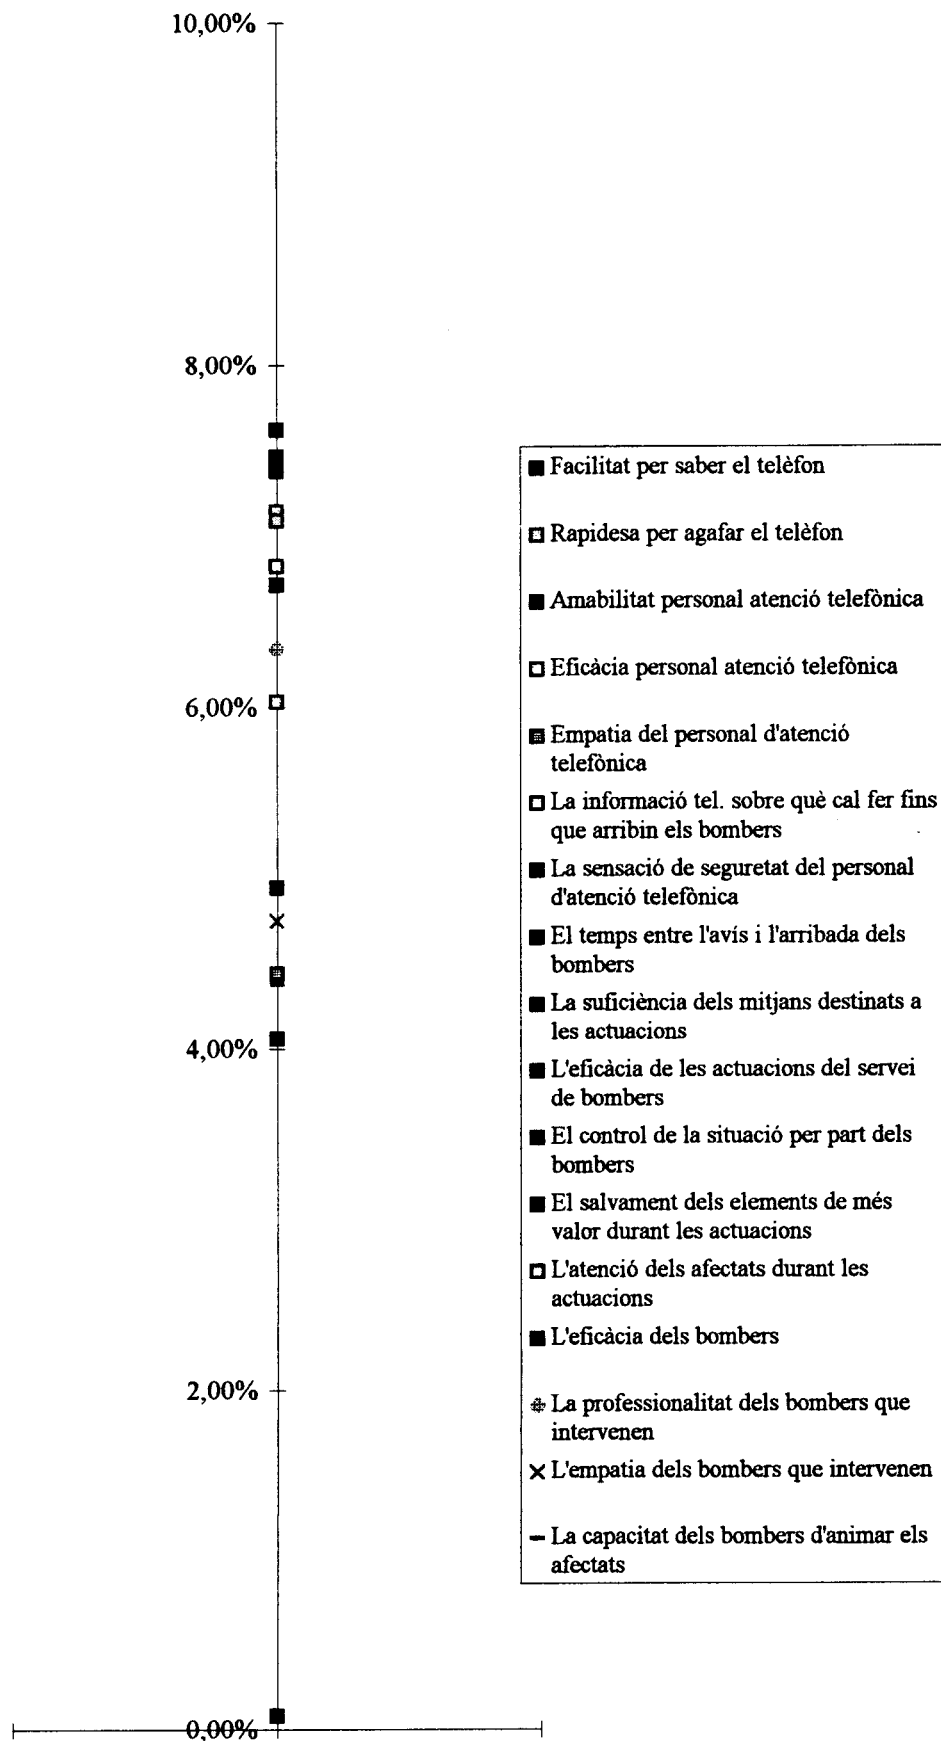 10,00%
8,00%
6,00%
4,00%
2,00%
0,00%
Facilitat per saber el telèfon
Rapidesa per agafar el telèfon
Amabilitat personal atenció telefònica
Eficàcia personal atenció telefònica
Empatia del personal d'atenció
telefònica
La informació tel. sobre què cal fer fins
que arribin els bombers
La sensació de seguretat del personal
d'atenció telefònica
El temps entre l'avís i l'arribada dels
bombers
La suficiència dels mitjans destinats a
les actuacions
L'eficàcia de les actuacions del servei
de bombers
El control de la situació per part dels
bombers
El salvament dels elements de més
valor durant les actuacions
L'atenció dels afectats durant les
actuacions
L'eficàcia dels bombers
La professionalitat dels bombers que
intervenen
L'empatia dels bombers que intervenen
La capacitat dels bombers d'animar els
afectats